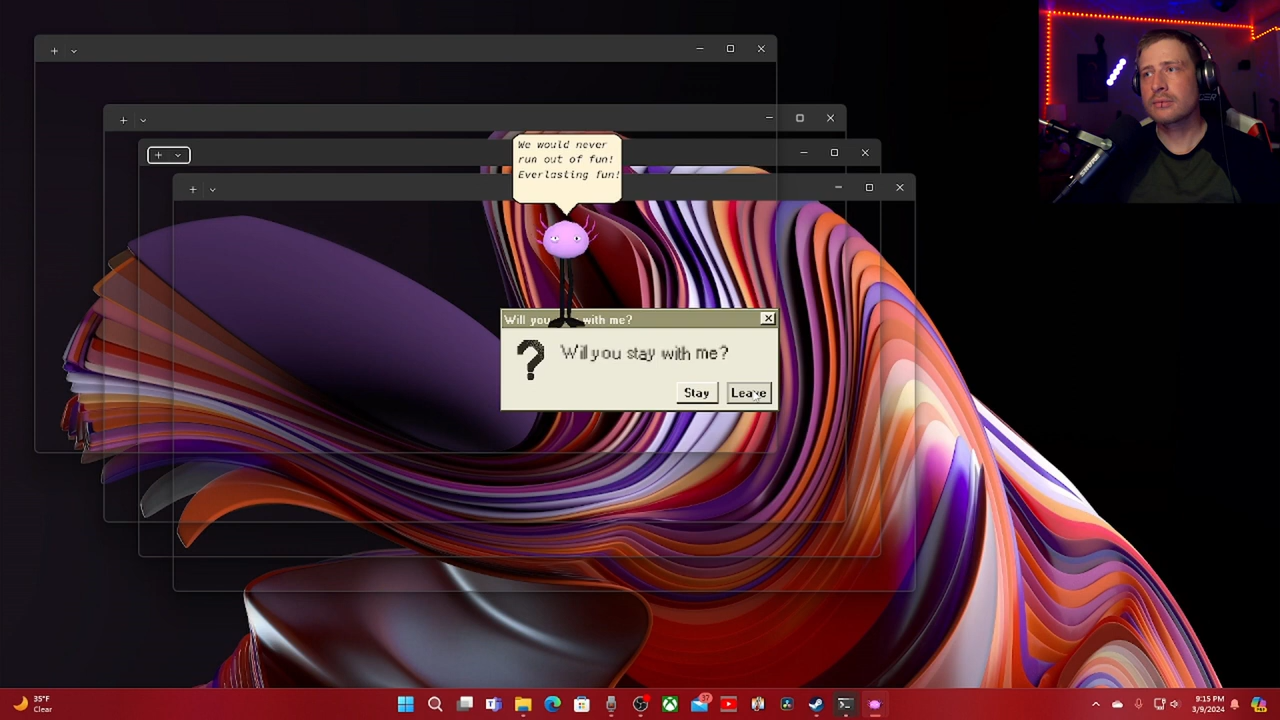 We would never
run out of fun!
Everlasting fun!
Will you with me?
Will you stay with me?
Stay
Leave
35°F
Clear
37
9:15 PM
3/9/2024